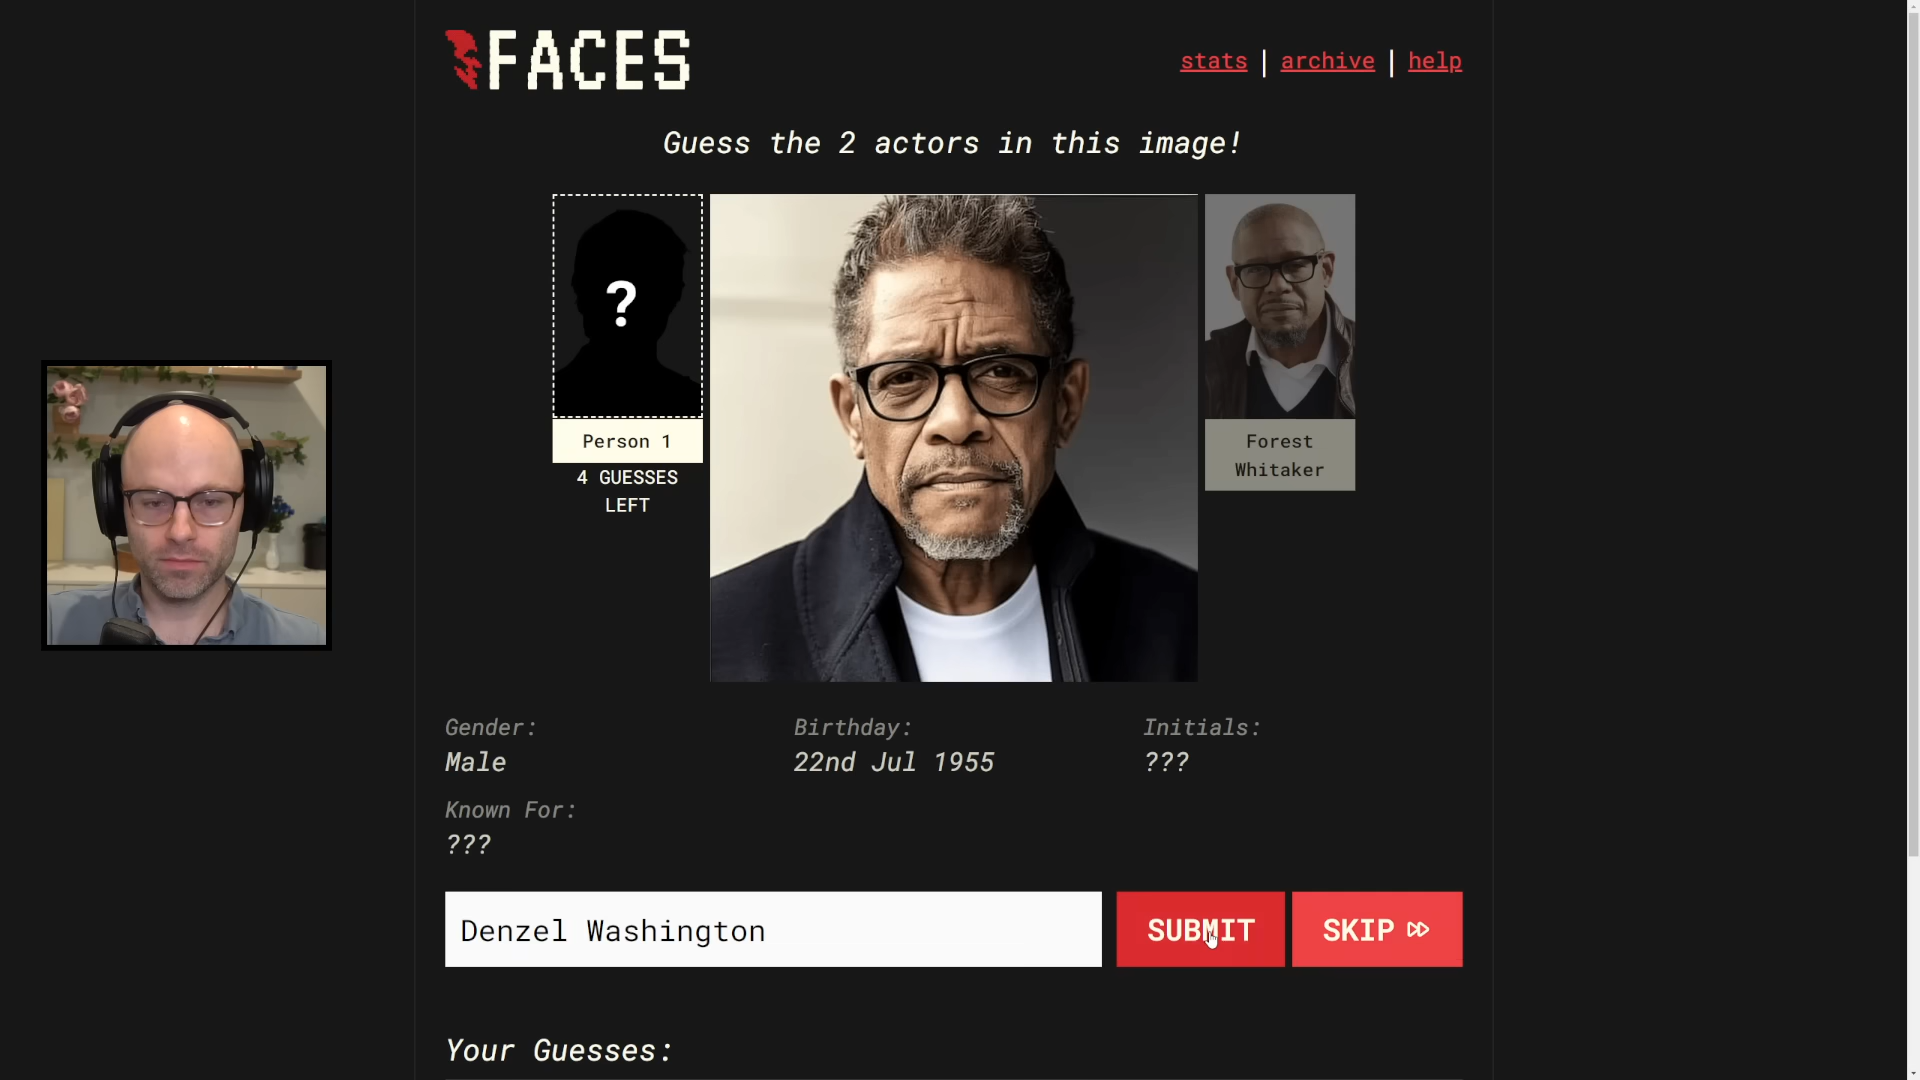 FACES
stats | archive | help
Guess the 2 actors in this image!
?
Person 1
4 GUESSES
LEFT
Forest
Whitaker
Gender:
Male
Birthday:
22nd Jul 1955
Initials:
???
Known For:
???
Denzel Washington
SUBMIT
SKIP
Your Guesses: